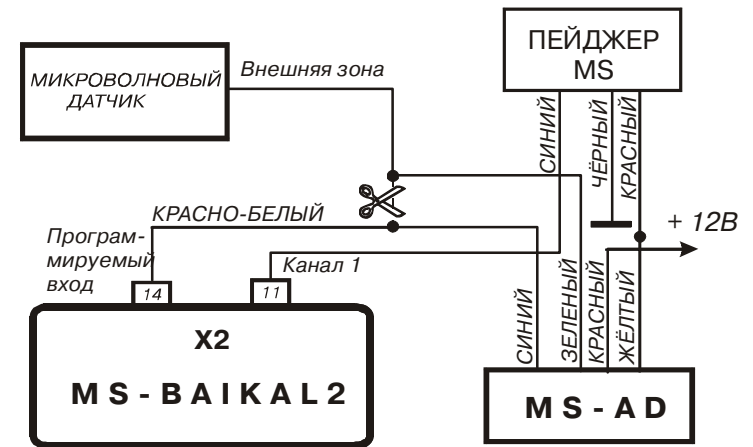 МИКРОВОЛНОВЫЙ
ДАТЧИК
Внешняя зона
ПЕЙДЖЕР
MS
СИНИЙ
ЧЁРНЫЙ
КРАСНЫЙ
КРАСНО-БЕЛЫЙ
Програм-
мируемый
вход
14
11
Канал 1
+ 12В
СИНИЙ
ЗЕЛЕНЫЙ
КРАСНЫЙ
ЖЁЛТЫЙ
X2
MS-BAIKAL2
MS-AD